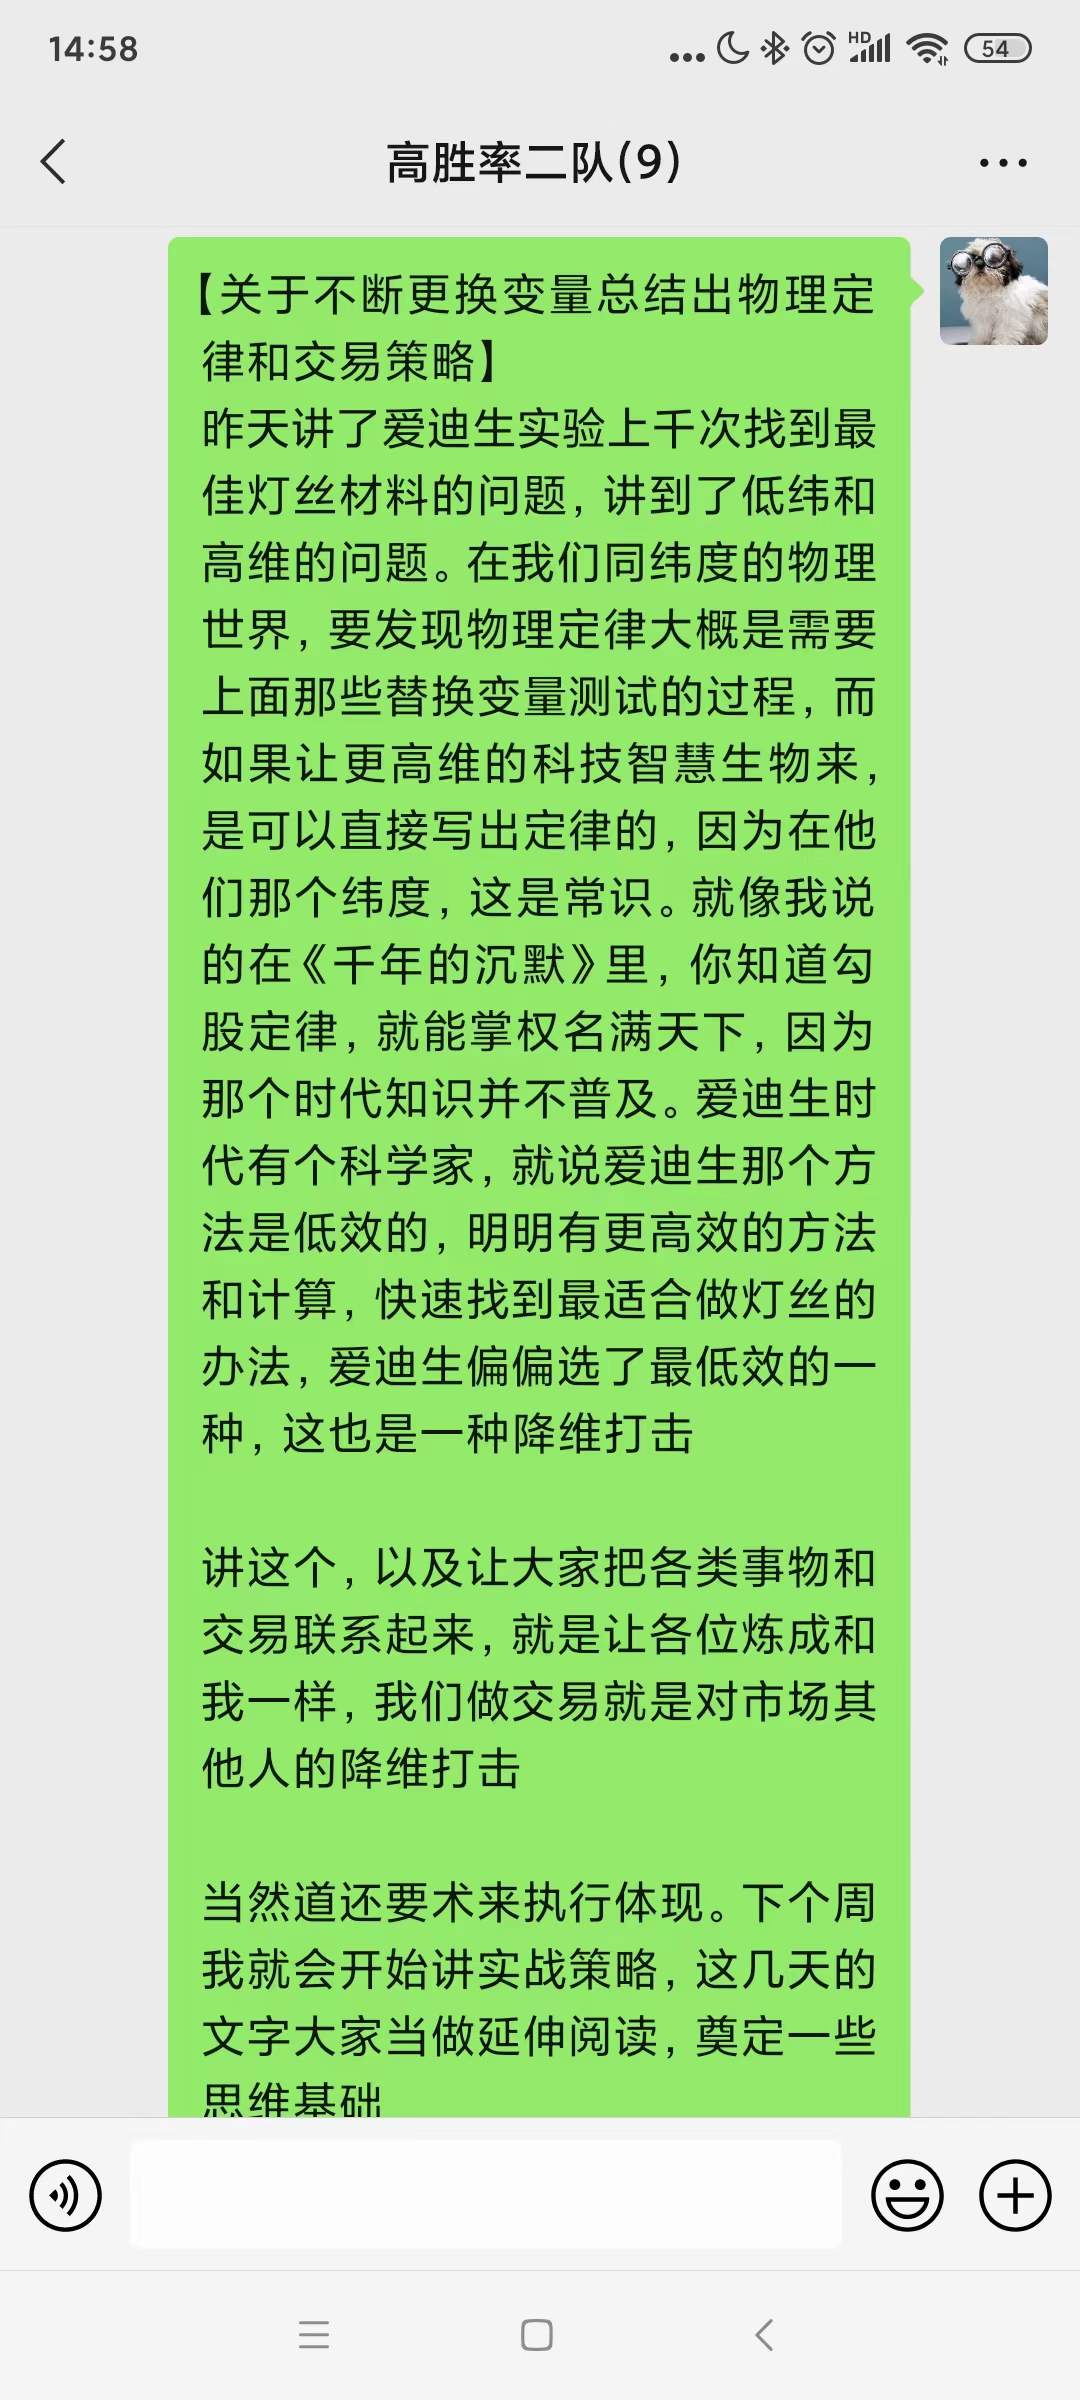 14:58
HD
54
高胜率二队(9)
【关于不断更换变量总结出物理定
律和交易策略】
昨天讲了爱迪生实验上千次找到最
佳灯丝材料的问题，讲到了低纬和
高维的问题。在我们同纬度的物理
世界，要发现物理定律大概是需要
上面那些替换变量测试的过程，而
如果让更高维的科技智慧生物来，
是可以直接写出定律的，因为在他
们那个纬度，这是常识。就像我说
的在《千年的沉默》里，你知道勾
股定律，就能掌权名满天下，因为
那个时代知识并不普及。爱迪生时
代有个科学家，就说爱迪生那个方
法是低效的，明明有更高效的方法
和计算，快速找到最适合做灯丝的
办法，爱迪生偏偏选了最低效的一
种，这也是一种降维打击
讲这个，以及让大家把各类事物和
交易联系起来，就是让各位炼成和
我一样，我们做交易就是对市场其
他人的降维打击
当然道还要术来执行体现。下个周
我就会开始讲实战策略，这几天的
文字大家当做延伸阅读，奠定一些
思维基础